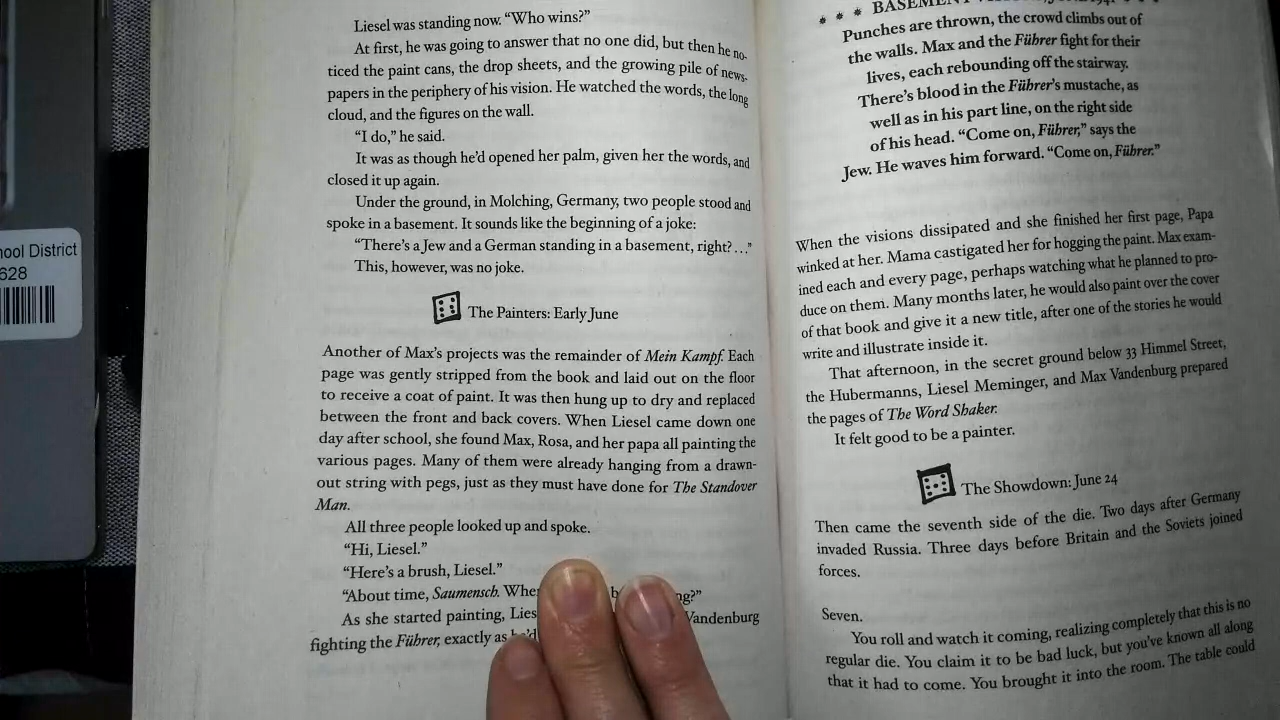 hool District
628
Liesel was standing now. “Who wins?”
At first, he was going to answer that no one did, but then he no-
ticed the paint cans, the drop sheets, and the growing pile of news-
papers in the periphery of his vision. He watched the words, the long
cloud, and the figures on the wall.
“I do,” he said.
It was as though he’d opened her palm, given her the words, and
closed it up again.
Under the ground, in Molching, Germany, two people stood and
spoke in a basement. It sounds like the beginning of a joke:
“There’s a Jew and a German standing in a basement, right? . . .”
This, however, was no joke.
The Painters: Early June
Another of Max’s projects was the remainder of Mein Kampf. Each
page was gently stripped from the book and laid out on the floor
to receive a coat of paint. It was then hung up to dry and replaced
between the front and back covers. When Liesel came down one
day after school, she found Max, Rosa, and her papa all painting the
various pages. Many of them were already hanging from a drawn-
out string with pegs, just as they must have done for The Standover
Man.
All three people looked up and spoke.
“Hi, Liesel.”
“Here’s a brush, Liesel.”
“About time, Saumensch. Whe b ng?”
As she started painting, Lies Vandenburg
fighting the Führer, exactly as
* * * BASEMENT
Punches are thrown, the crowd climbs out of
the walls. Max and the Führer fight for their
lives, each rebounding off the stairway.
There’s blood in the Führer’s mustache, as
well as in his part line, on the right side
of his head. “Come on, Führer,” says the
Jew. He waves him forward. “Come on, Führer.”
When the visions dissipated and she finished her first page, Papa
winked at her. Mama castigated her for hogging the paint. Max exam-
ined each and every page, perhaps watching what he planned to pro-
duce on them. Many months later, he would also paint over the cover
of that book and give it a new title, after one of the stories he would
write and illustrate inside it.
That afternoon, in the secret ground below 33 Himmel Street,
the Hubermanns, Liesel Meminger, and Max Vandenburg prepared
the pages of The Word Shaker.
It felt good to be a painter.
The Showdown: June 24
Then came the seventh side of the die. Two days after Germany
invaded Russia. Three days before Britain and the Soviets joined
forces.
Seven.
You roll and watch it coming, realizing completely that this is no
regular die. You claim it to be bad luck, but you’ve known all along
that it had to come. You brought it into the room. The table could